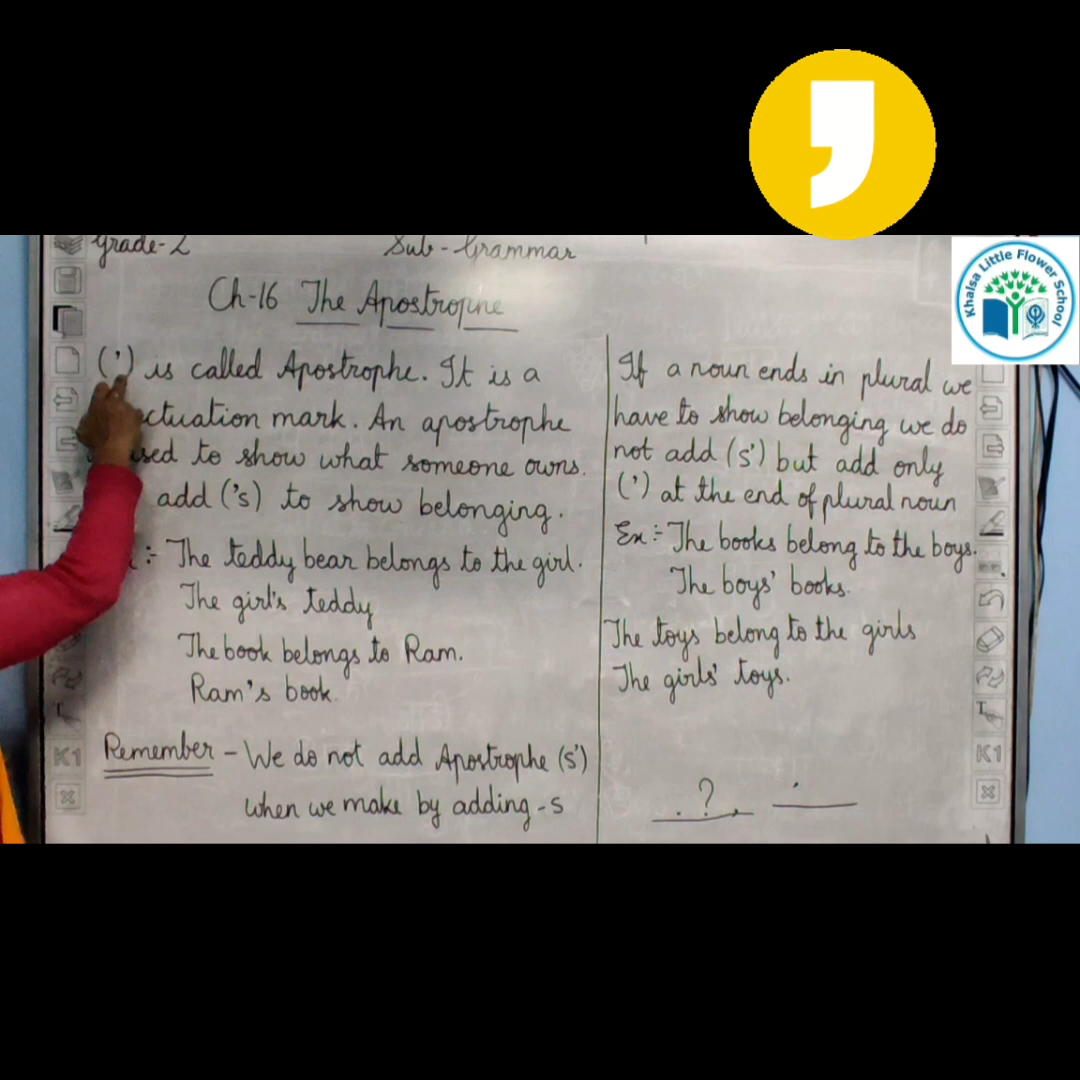 Grade-2 Sub-Grammar
Khalsa Little Flower School
Ch-16 The Apostrophe
(') is called Apostrophe. It is a
ctuation mark. An apostrophe
sed to show what someone owns.
add ('s) to show belonging.
:- The teddy bear belongs to the girl.
The girl's teddy
The book belongs to Ram.
Ram's book.
Remember - We do not add Apostrophe (s')
when we make by adding -s
If a noun ends in plural we
have to show belonging we do
not add (s') but add only
(') at the end of plural noun
Ex:- The books belong to the boys.
The boys' books.
The toys belong to the girls
The girls' toys.
. ? , '
T
K1
T
K1